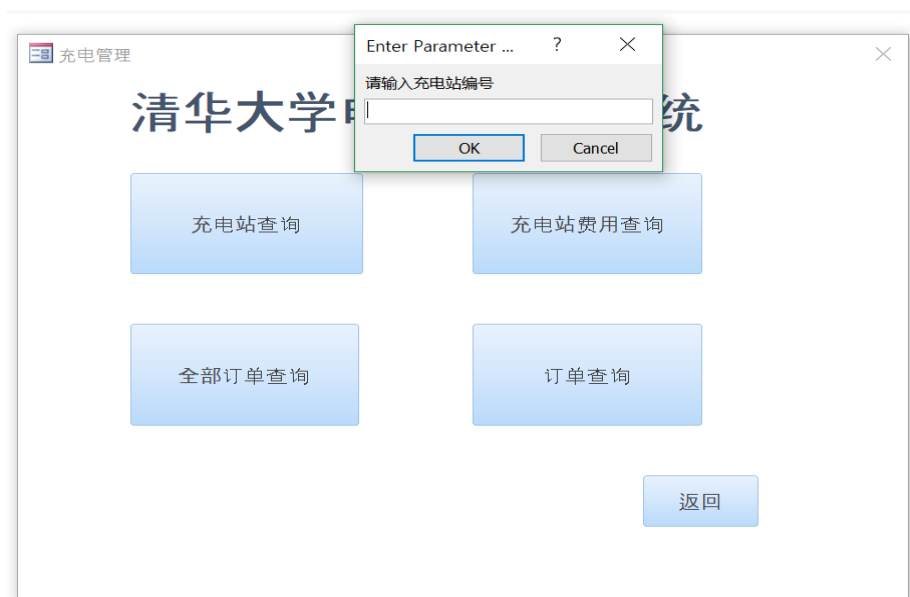 Enter Parameter ...
充电管理
请输入充电站编号
OK
Cancel
清华大学
统
充电站查询
充电站费用查询
全部订单查询
订单查询
返回